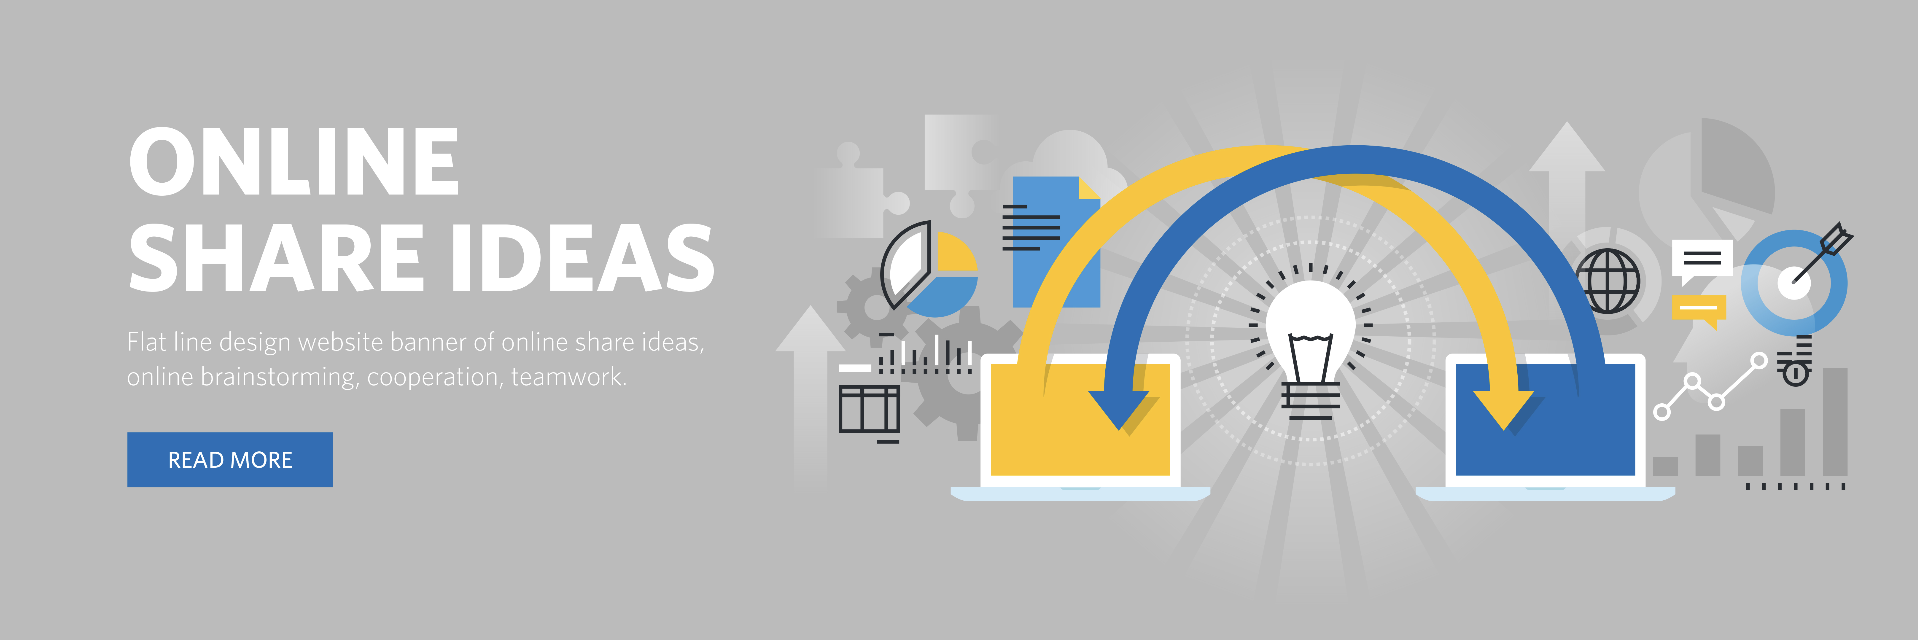 ONLINE
SHARE IDEAS
Flat line design website banner of online share ideas,
online brainstorming, cooperation, teamwork.
READ MORE